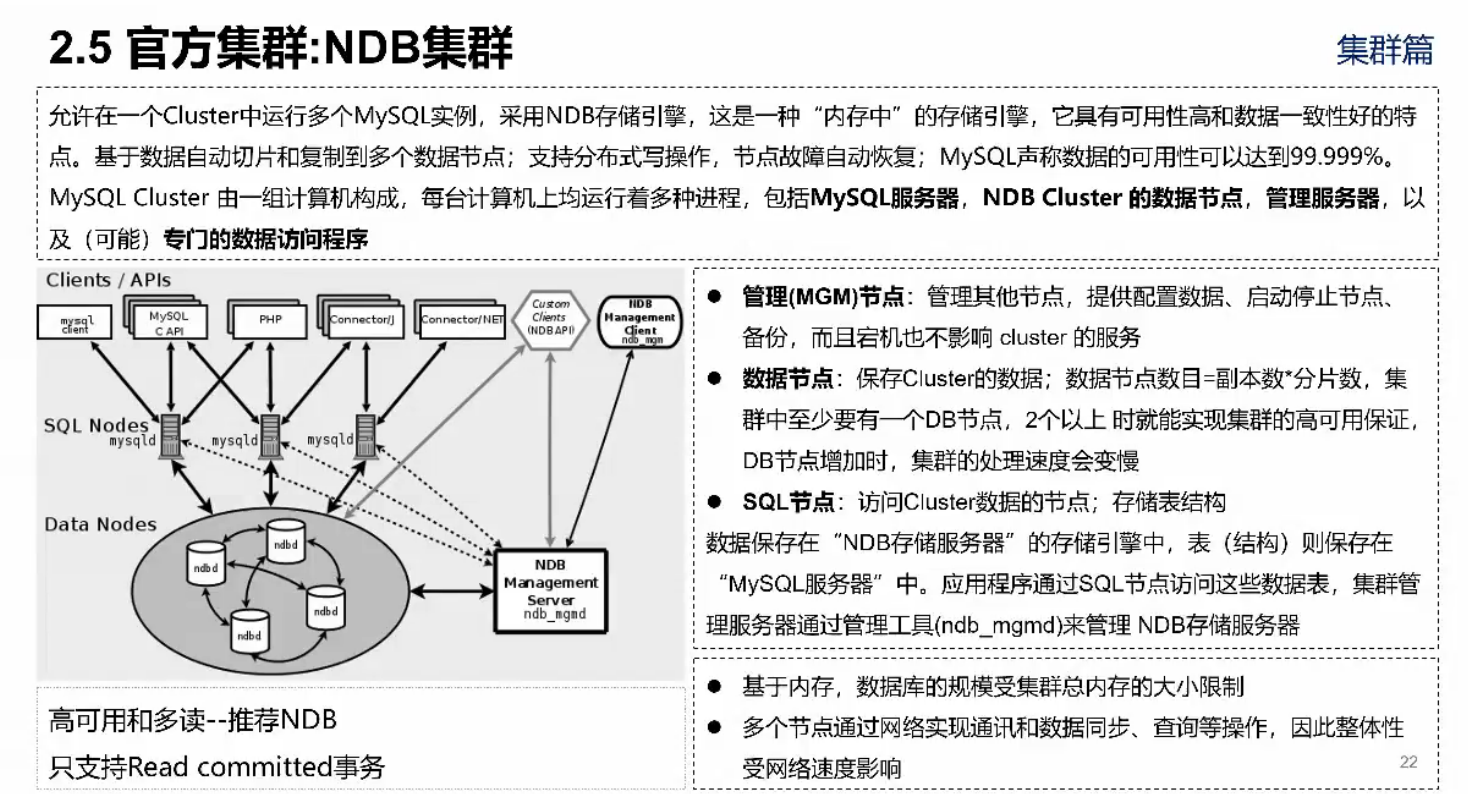 2.5 官方集群:NDB集群
集群篇
允许在一个Cluster中运行多个MySQL实例，采用NDB存储引擎，这是一种“内存中”的存储引擎，它具有可用性高和数据一致性好的特
点。基于数据自动切片和复制到多个数据节点；支持分布式写操作，节点故障自动恢复；MySQL声称数据的可用性可以达到99.999%。
MySQL Cluster 由一组计算机构成，每台计算机上均运行着多种进程，包括MySQL服务器，NDB Cluster 的数据节点，管理服务器，以
及（可能）专门的数据访问程序
Clients / APIs
mysql
client
MySQL
C API
PHP
Connector/J
Connector/NET
Custom
Clients
(NDB API)
NDB
Management
Client
ndb_mgm
SQL Nodes
mysqld
mysqld
mysqld
Data Nodes
ndbd
ndbd
ndbd
ndbd
NDB
Management
Server
ndb_mgmd
高可用和多读--推荐NDB
只支持Read committed事务
● 管理(MGM)节点：管理其他节点，提供配置数据、启动停止节点、
备份，而且宕机也不影响 cluster 的服务
● 数据节点：保存Cluster的数据；数据节点数目=副本数*分片数，集
群中至少要有一个DB节点，2个以上 时就能实现集群的高可用保证，
DB节点增加时，集群的处理速度会变慢
● SQL节点：访问Cluster数据的节点；存储表结构
数据保存在“NDB存储服务器”的存储引擎中，表（结构）则保存在
“MySQL服务器”中。应用程序通过SQL节点访问这些数据表，集群管
理服务器通过管理工具(ndb_mgmd)来管理 NDB存储服务器
● 基于内存，数据库的规模受集群总内存的大小限制
● 多个节点通过网络实现通讯和数据同步、查询等操作，因此整体性
受网络速度影响
22